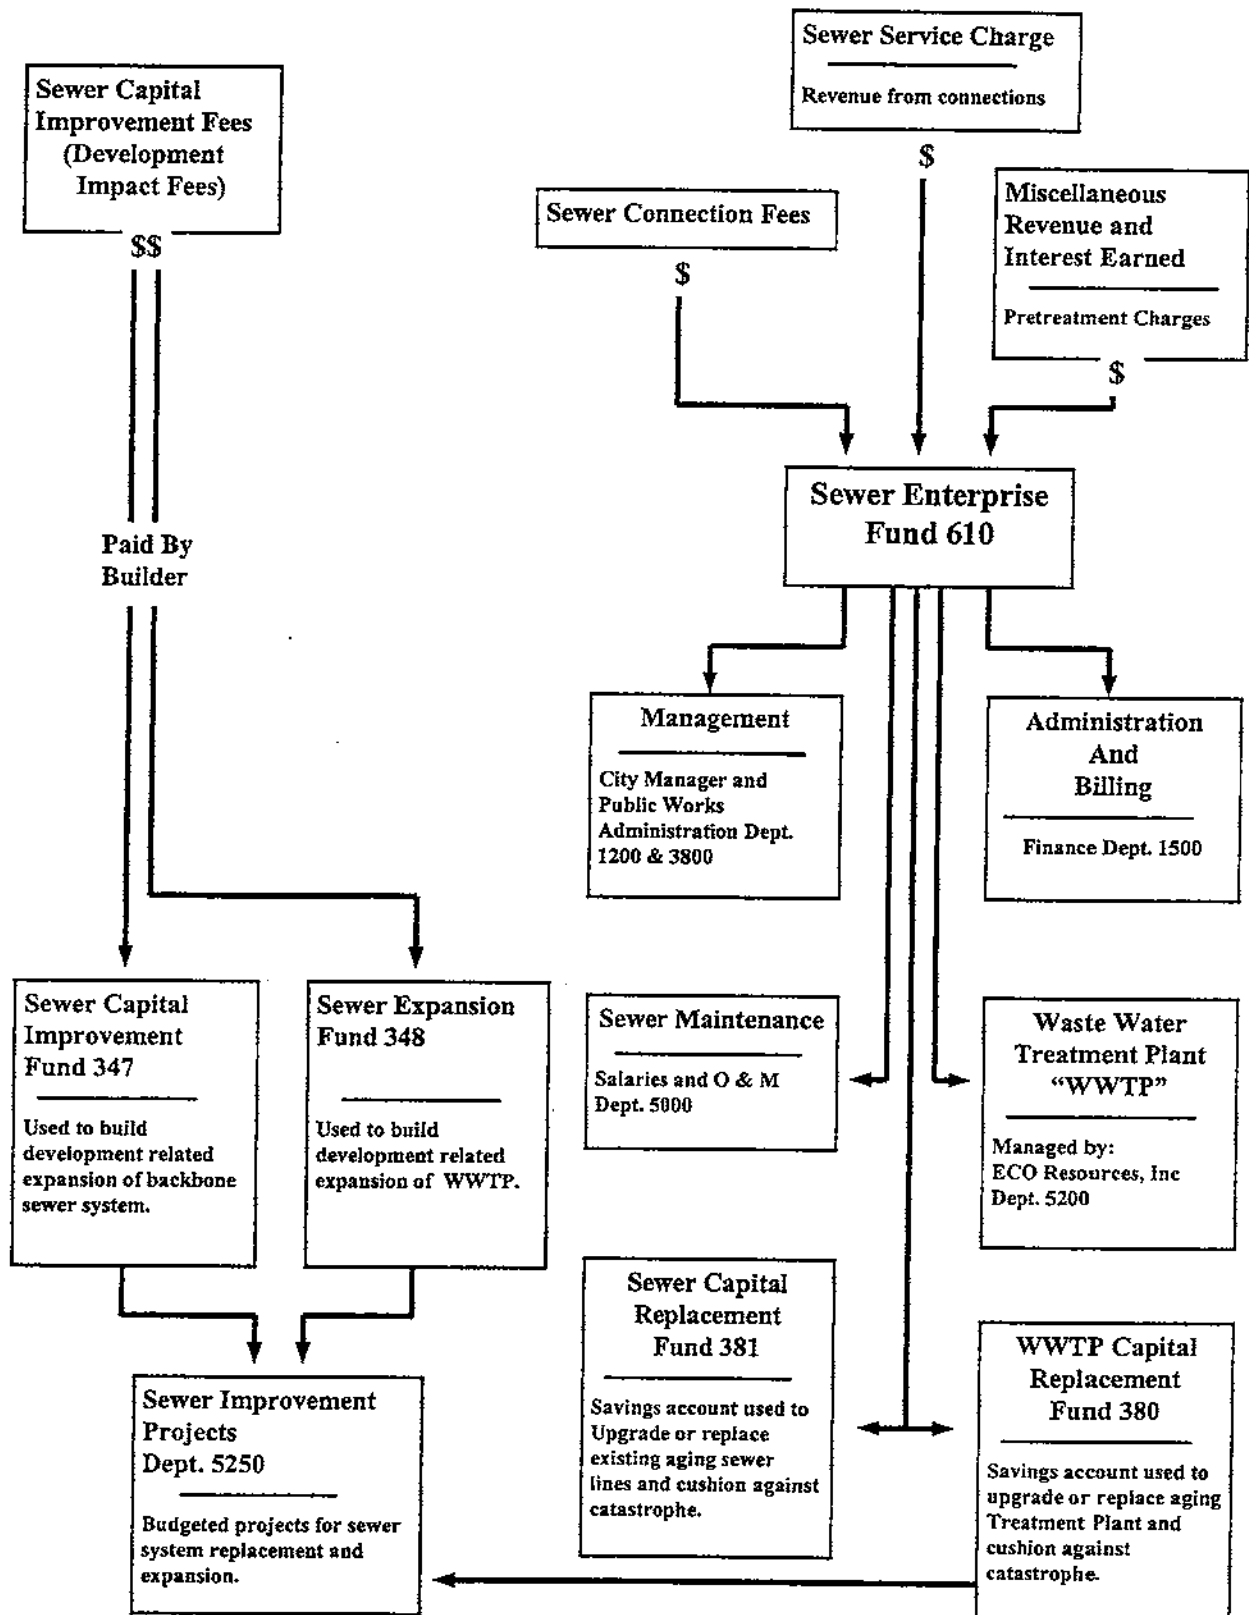 Sewer Service Charge
Revenue from connections
$
Sewer Capital
Improvement Fees
(Development
Impact Fees)
$$
Sewer Connection Fees
$
Miscellaneous
Revenue and
Interest Earned
Pretreatment Charges
$
Paid By
Builder
Sewer Enterprise
Fund 610
Management
City Manager and
Public Works
Administration Dept.
1200 & 3800
Administration
And
Billing
Finance Dept. 1500
Sewer Capital
Improvement
Fund 347
Used to build
development related
expansion of backbone
sewer system.
Sewer Expansion
Fund 348
Used to build
development related
expansion of WWTP.
Sewer Maintenance
Salaries and O & M
Dept. 5000
Waste Water
Treatment Plant
“WWTP”
Managed by:
ECO Resources, Inc
Dept. 5200
Sewer Capital
Replacement
Fund 381
Savings account used to
Upgrade or replace
existing aging sewer
lines and cushion against
catastrophe.
WWTP Capital
Replacement
Fund 380
Savings account used to
upgrade or replace aging
Treatment Plant and
cushion against
catastrophe.
Sewer Improvement
Projects
Dept. 5250
Budgeted projects for sewer
system replacement and
expansion.